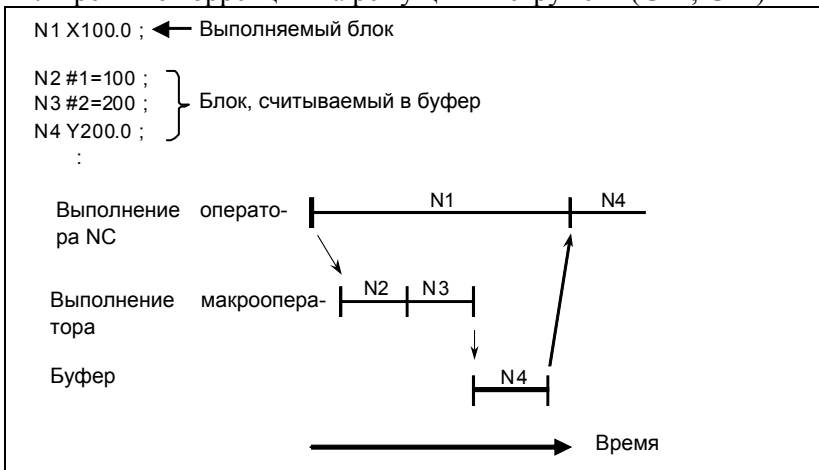 N1 X100.0 ; Выполняемый блок
N2 #1=100 ;
N3 #2=200 ; Блок, считываемый в буфер
N4 Y200.0 ;
:
N1 N4
Выполнение операто-
ра NC
N2 N3
Выполнение макроопера-
тора
Буфер N4
Время